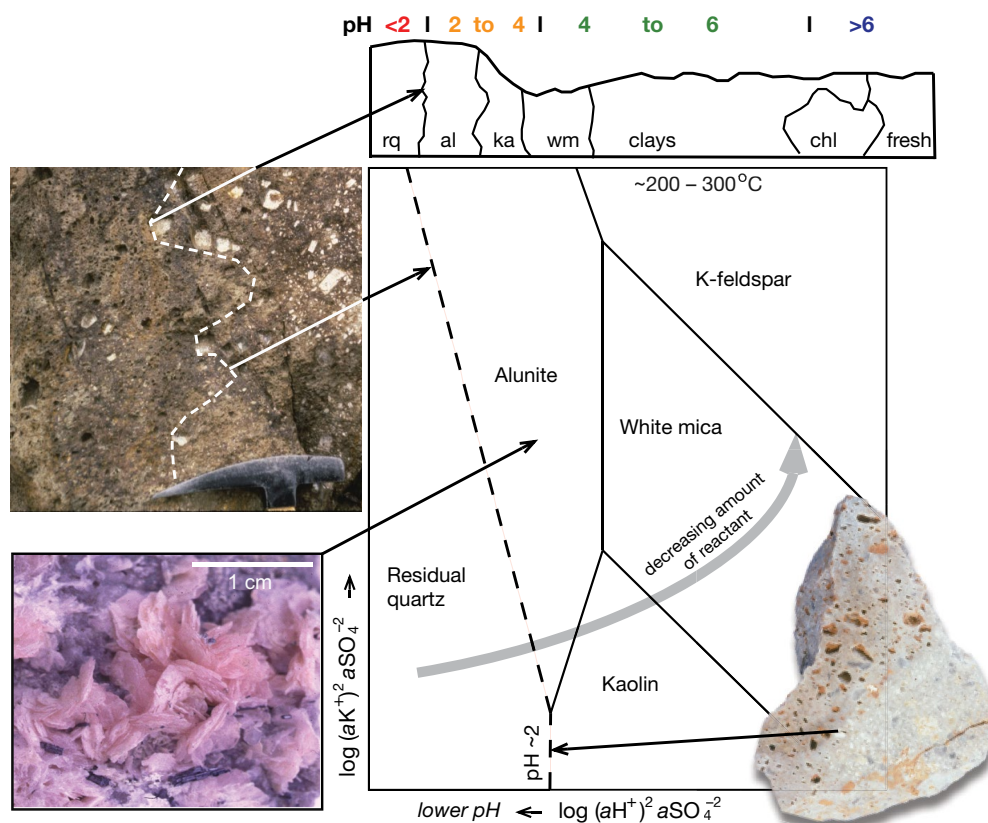 pH <2 I 2 to 4 I 4 to 6 I >6
rq al ka wm clays chl fresh
~200 – 300°C
K-feldspar
Alunite
White mica
decreasing amount
of reactant
1 cm
Residual
quartz
Kaolin
pH ~2
log (aK⁺)² aSO₄⁻²
lower pH ← log (aH⁺)² aSO₄⁻²